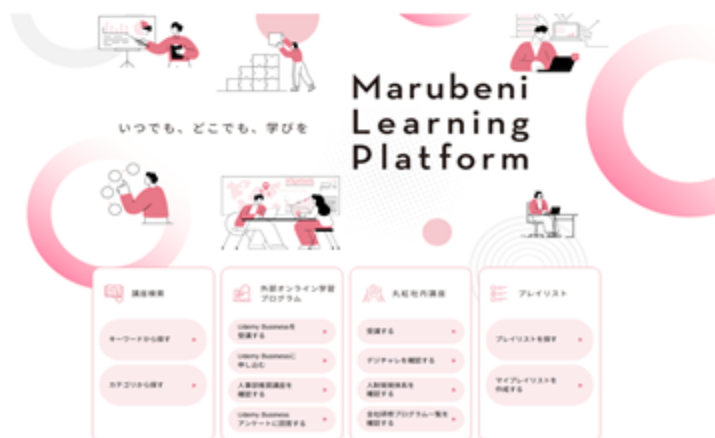 Marubeni
Learning
Platform
いつでも、どこでも、学びを
講座検索
キーワードから探す
カテゴリから探す
外部オンライン学習
プログラム
Udemy Businessを
受講する
Udemy Businessに
申し込む
人事部推奨講座を
確認する
Udemy Business
アンケートに回答する
丸紅社内講座
受講する
デジチャレを確認する
人財開発体系を
確認する
全社研修プログラム一覧を
確認する
プレイリスト
プレイリストを探す
マイプレイリストを
作成する